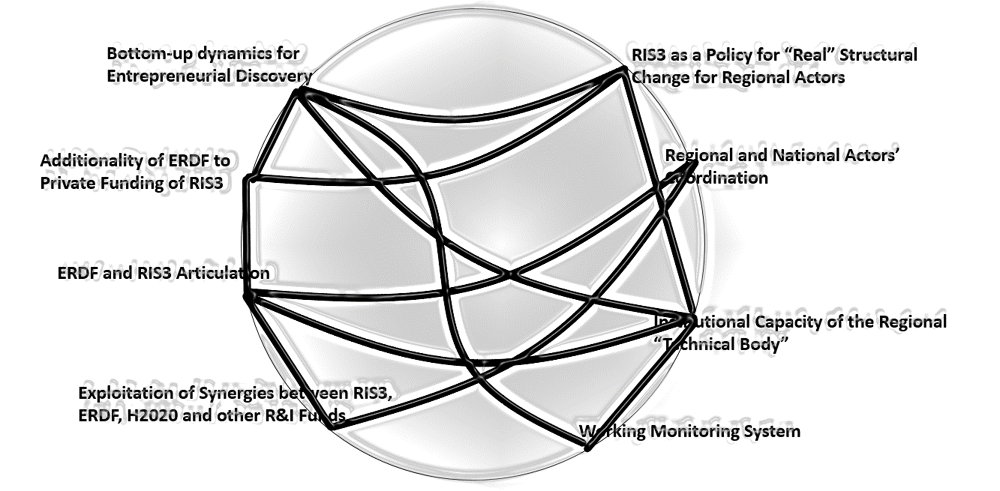 Bottom-up dynamics for
Entrepreneurial Discovery
RIS3 as a Policy for “Real” Structural
Change for Regional Actors
Additionality of ERDF to
Private Funding of RIS3
Regional and National Actors’
Coordination
ERDF and RIS3 Articulation
Institutional Capacity of the Regional
“Technical Body”
Exploitation of Synergies between RIS3,
ERDF, H2020 and other R&I Funds
Working Monitoring System